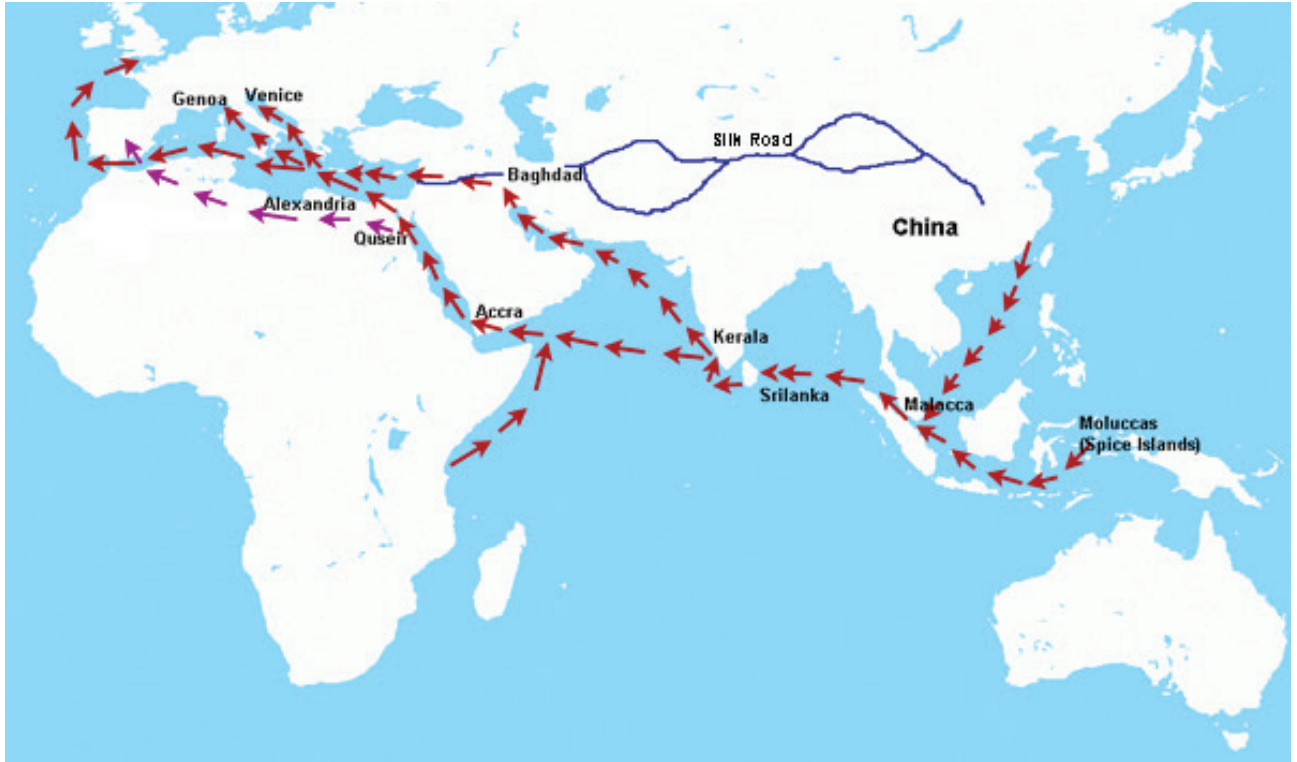 Genoa
Venice
Silk Road
Baghdad
China
Alexandria
Quseir
Accra
Kerala
Srilanka
Malacca
Moluccas
(Spice Islands)